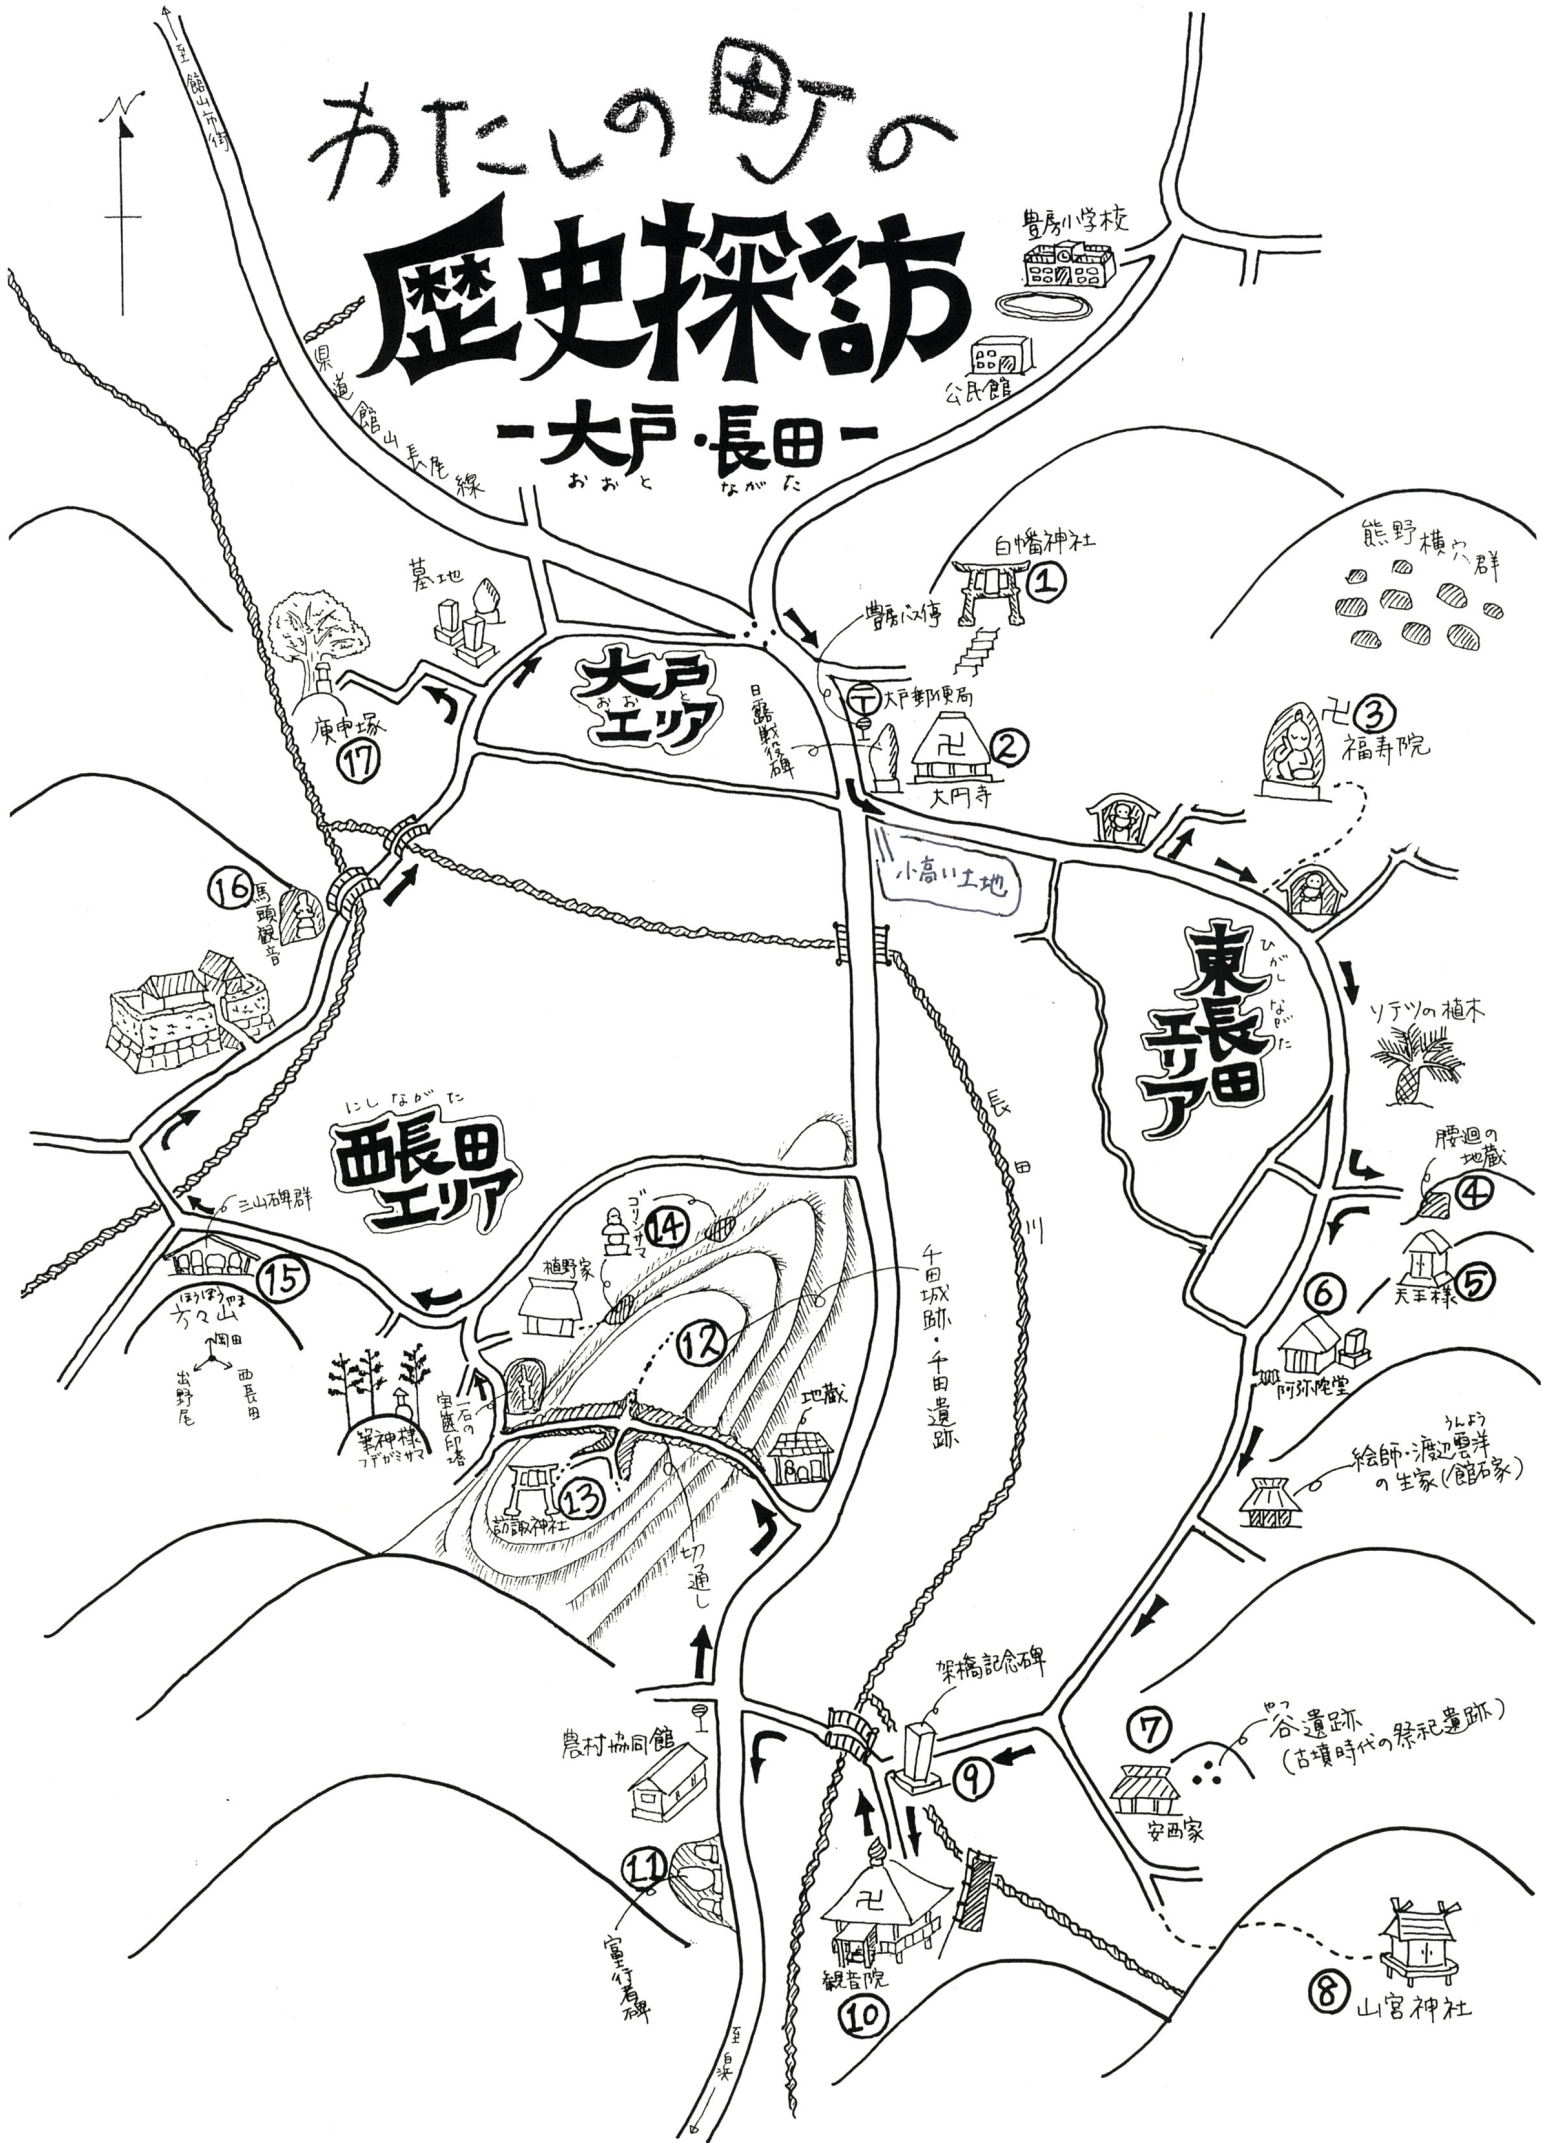 至館山市街
N
わたしの町の
歴史探訪
-大戸・長田-
おおと ながた
豊房小学校
公民館
県道館山長尾線
白幡神社
①
豊房バス停
熊野横穴群
墓地
大戸
おおと
エリア
日露戦役碑
〒大戸郵便局
卍
②
大円寺
卍③
福寿院
庚申塚
⑰
小高い土地
⑯
馬頭観音
東長田
ひがしながた
エリア
ソテツの植木
にしながた
西長田
エリア
長田川
腰廻の
地蔵
④
三山碑群
⑮
ほうぼうやま
方々山
岡田
出野尾
西長田
ゴリンサマ
⑭
植野家
千田城跡・千田遺跡
⑫
天王様
⑤
⑥
阿弥陀堂
筆神様
フデガミサマ
一石の
宝篋印塔
地蔵
訪諏神社
⑬
切通し
うんよう
絵師・渡辺雲洋
の生家(館石家)
架橋記念碑
⑨
⑦
やつ
谷遺跡
(古墳時代の祭祀遺跡)
安西家
農村協同館
⑪
富士行者碑
卍
観音院
⑩
⑧
山宮神社
至白浜